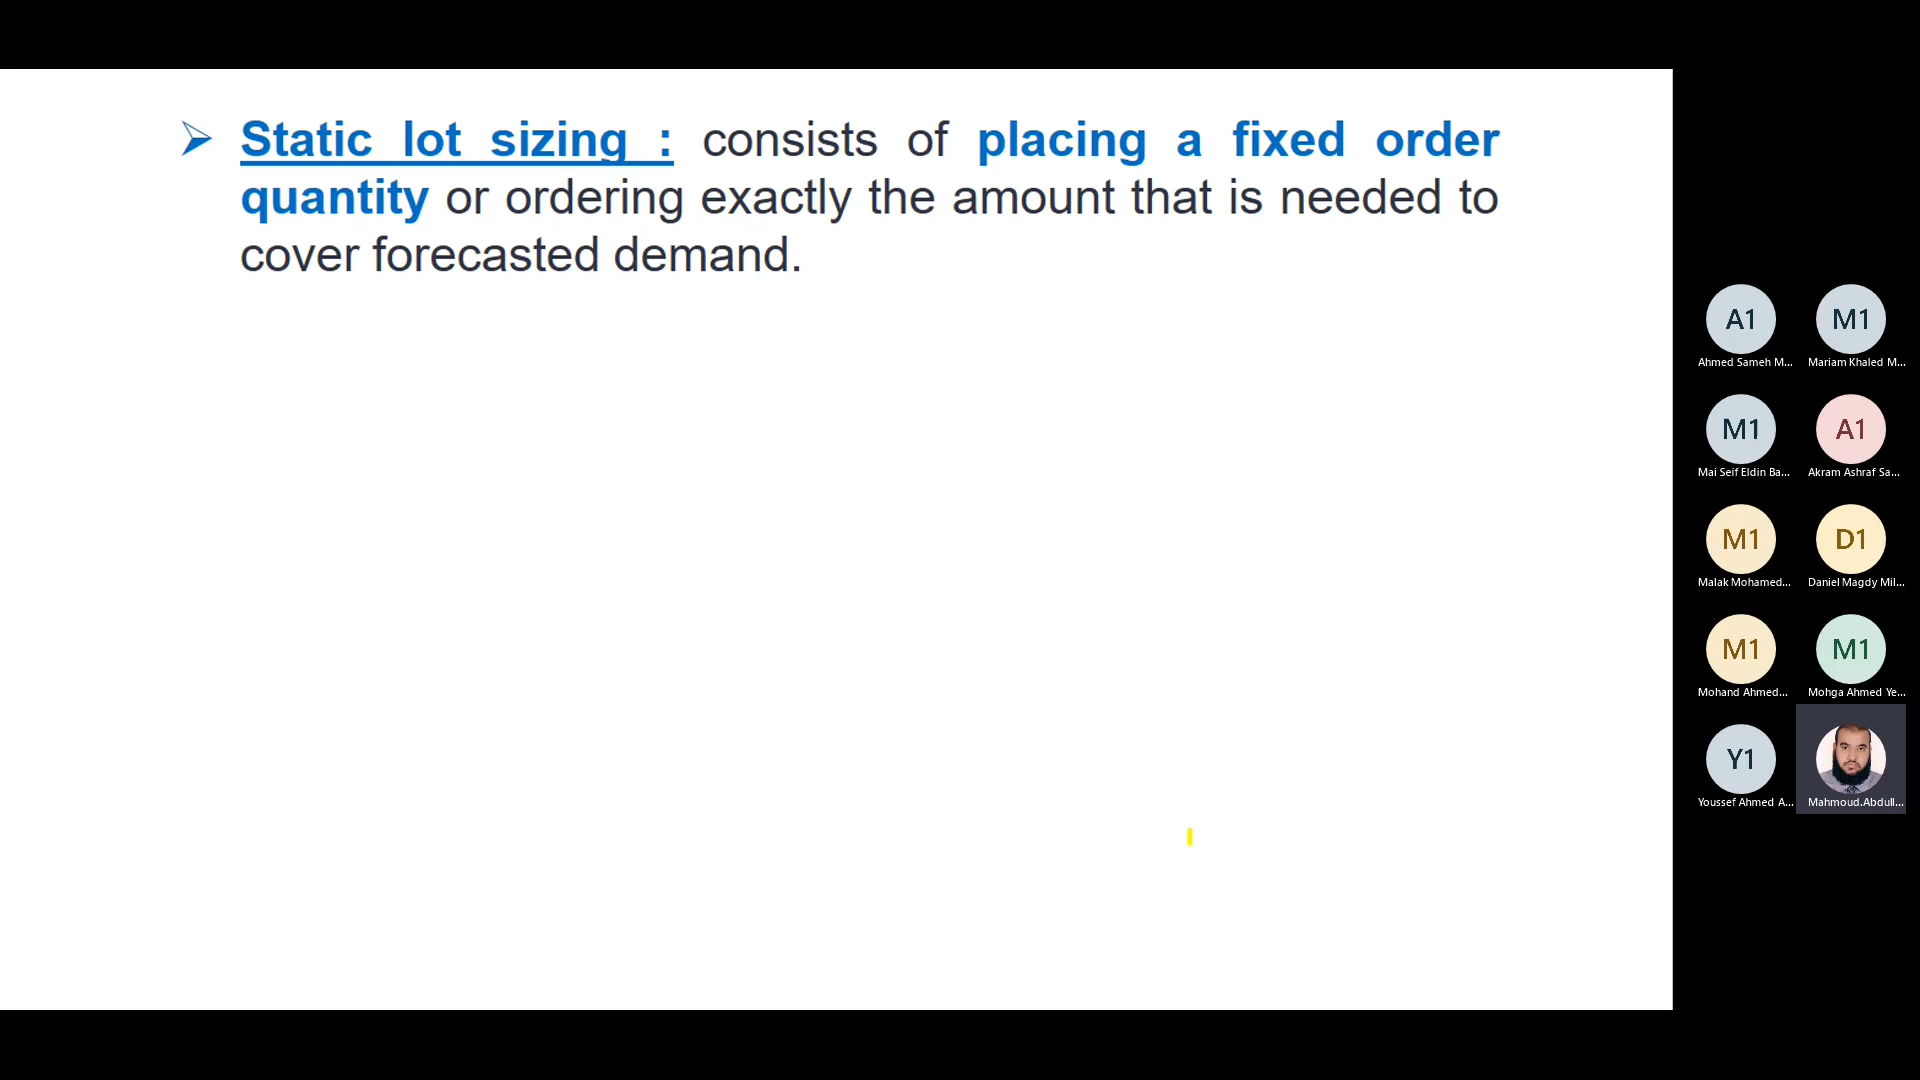 Static lot sizing : consists of placing a fixed order
quantity or ordering exactly the amount that is needed to
cover forecasted demand.
A1
M1
Ahmed Sameh M...
Mariam Khaled M...
M1
A1
Mai Seif Eldin Ba...
Akram Ashraf Sa...
M1
D1
Malak Mohamed...
Daniel Magdy Mil...
M1
M1
Mohand Ahmed...
Mohga Ahmed Ye...
Y1
Youssef Ahmed A...
Mahmoud.Abdull...